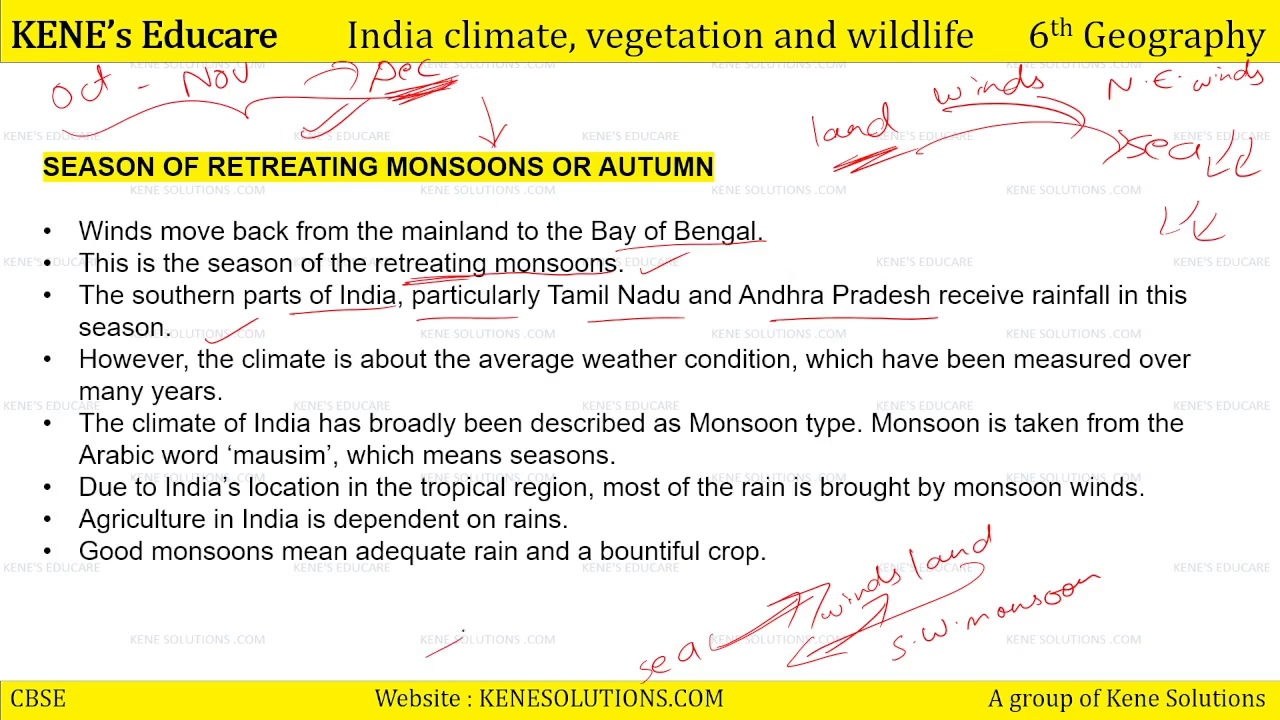 KENE's Educare India climate, vegetation and wildlife 6th Geography
Oct - Nov → Dec
winds N.E. winds
land sea
SEASON OF RETREATING MONSOONS OR AUTUMN
• Winds move back from the mainland to the Bay of Bengal.
• This is the season of the retreating monsoons.
• The southern parts of India, particularly Tamil Nadu and Andhra Pradesh receive rainfall in this
season.
• However, the climate is about the average weather condition, which have been measured over
many years.
• The climate of India has broadly been described as Monsoon type. Monsoon is taken from the
Arabic word ‘mausim’, which means seasons.
• Due to India’s location in the tropical region, most of the rain is brought by monsoon winds.
• Agriculture in India is dependent on rains.
• Good monsoons mean adequate rain and a bountiful crop.
sea winds land
S.W. monsoon
CBSE Website : KENESOLUTIONS.COM A group of Kene Solutions